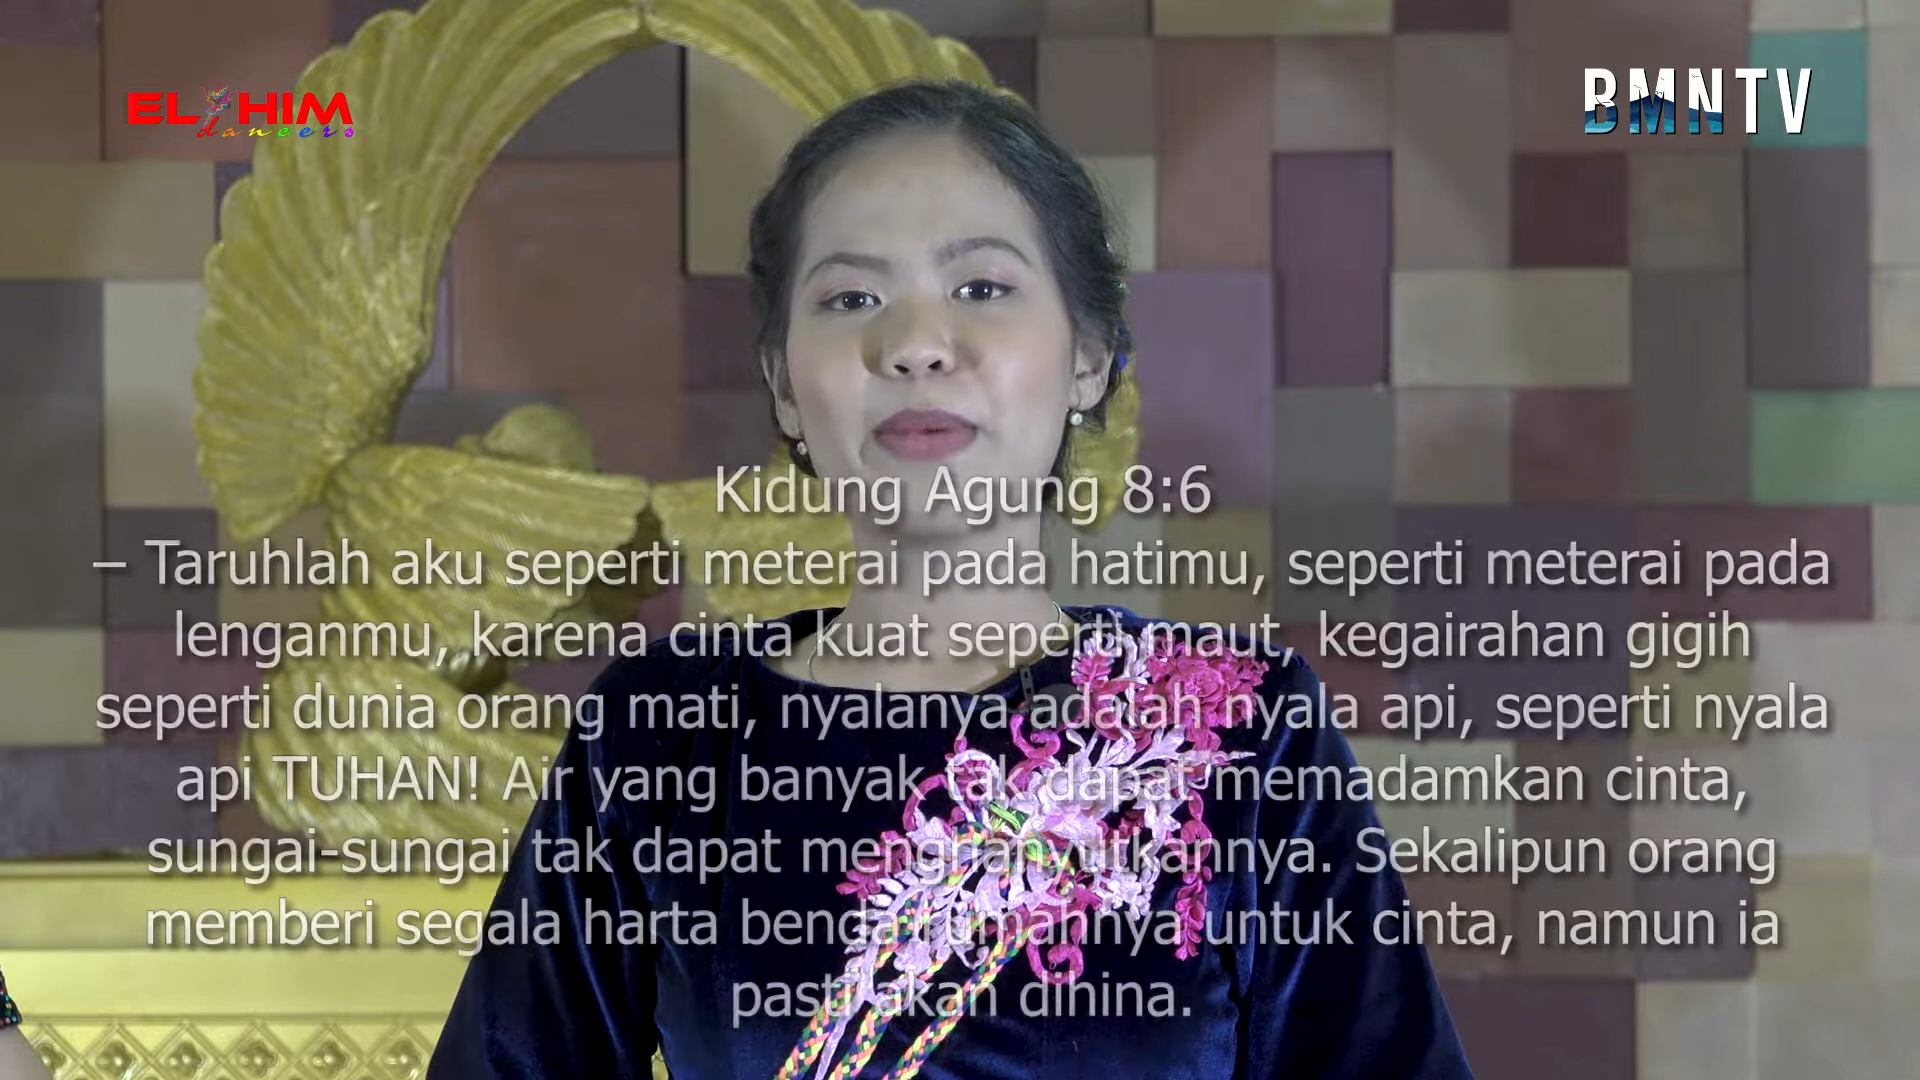 ELOHIM
dancers
BMNTV
Kidung Agung 8:6
– Taruhlah aku seperti meterai pada hatimu, seperti meterai pada
lenganmu, karena cinta kuat seperti maut, kegairahan gigih
seperti dunia orang mati, nyalanya adalah nyala api, seperti nyala
api TUHAN! Air yang banyak tak dapat memadamkan cinta,
sungai-sungai tak dapat menghanyutkannya. Sekalipun orang
memberi segala harta benda rumahnya untuk cinta, namun ia
pasti akan dihina.